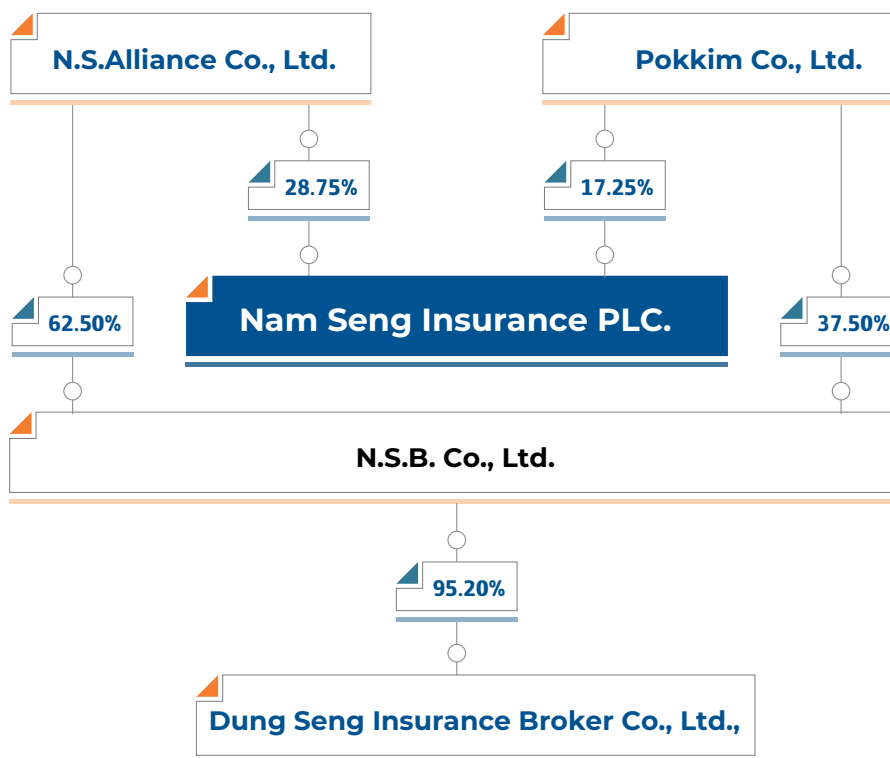 N.S.Alliance Co., Ltd.
Pokkim Co., Ltd.
28.75%
17.25%
62.50%
Nam Seng Insurance PLC.
37.50%
N.S.B. Co., Ltd.
95.20%
Dung Seng Insurance Broker Co., Ltd.,